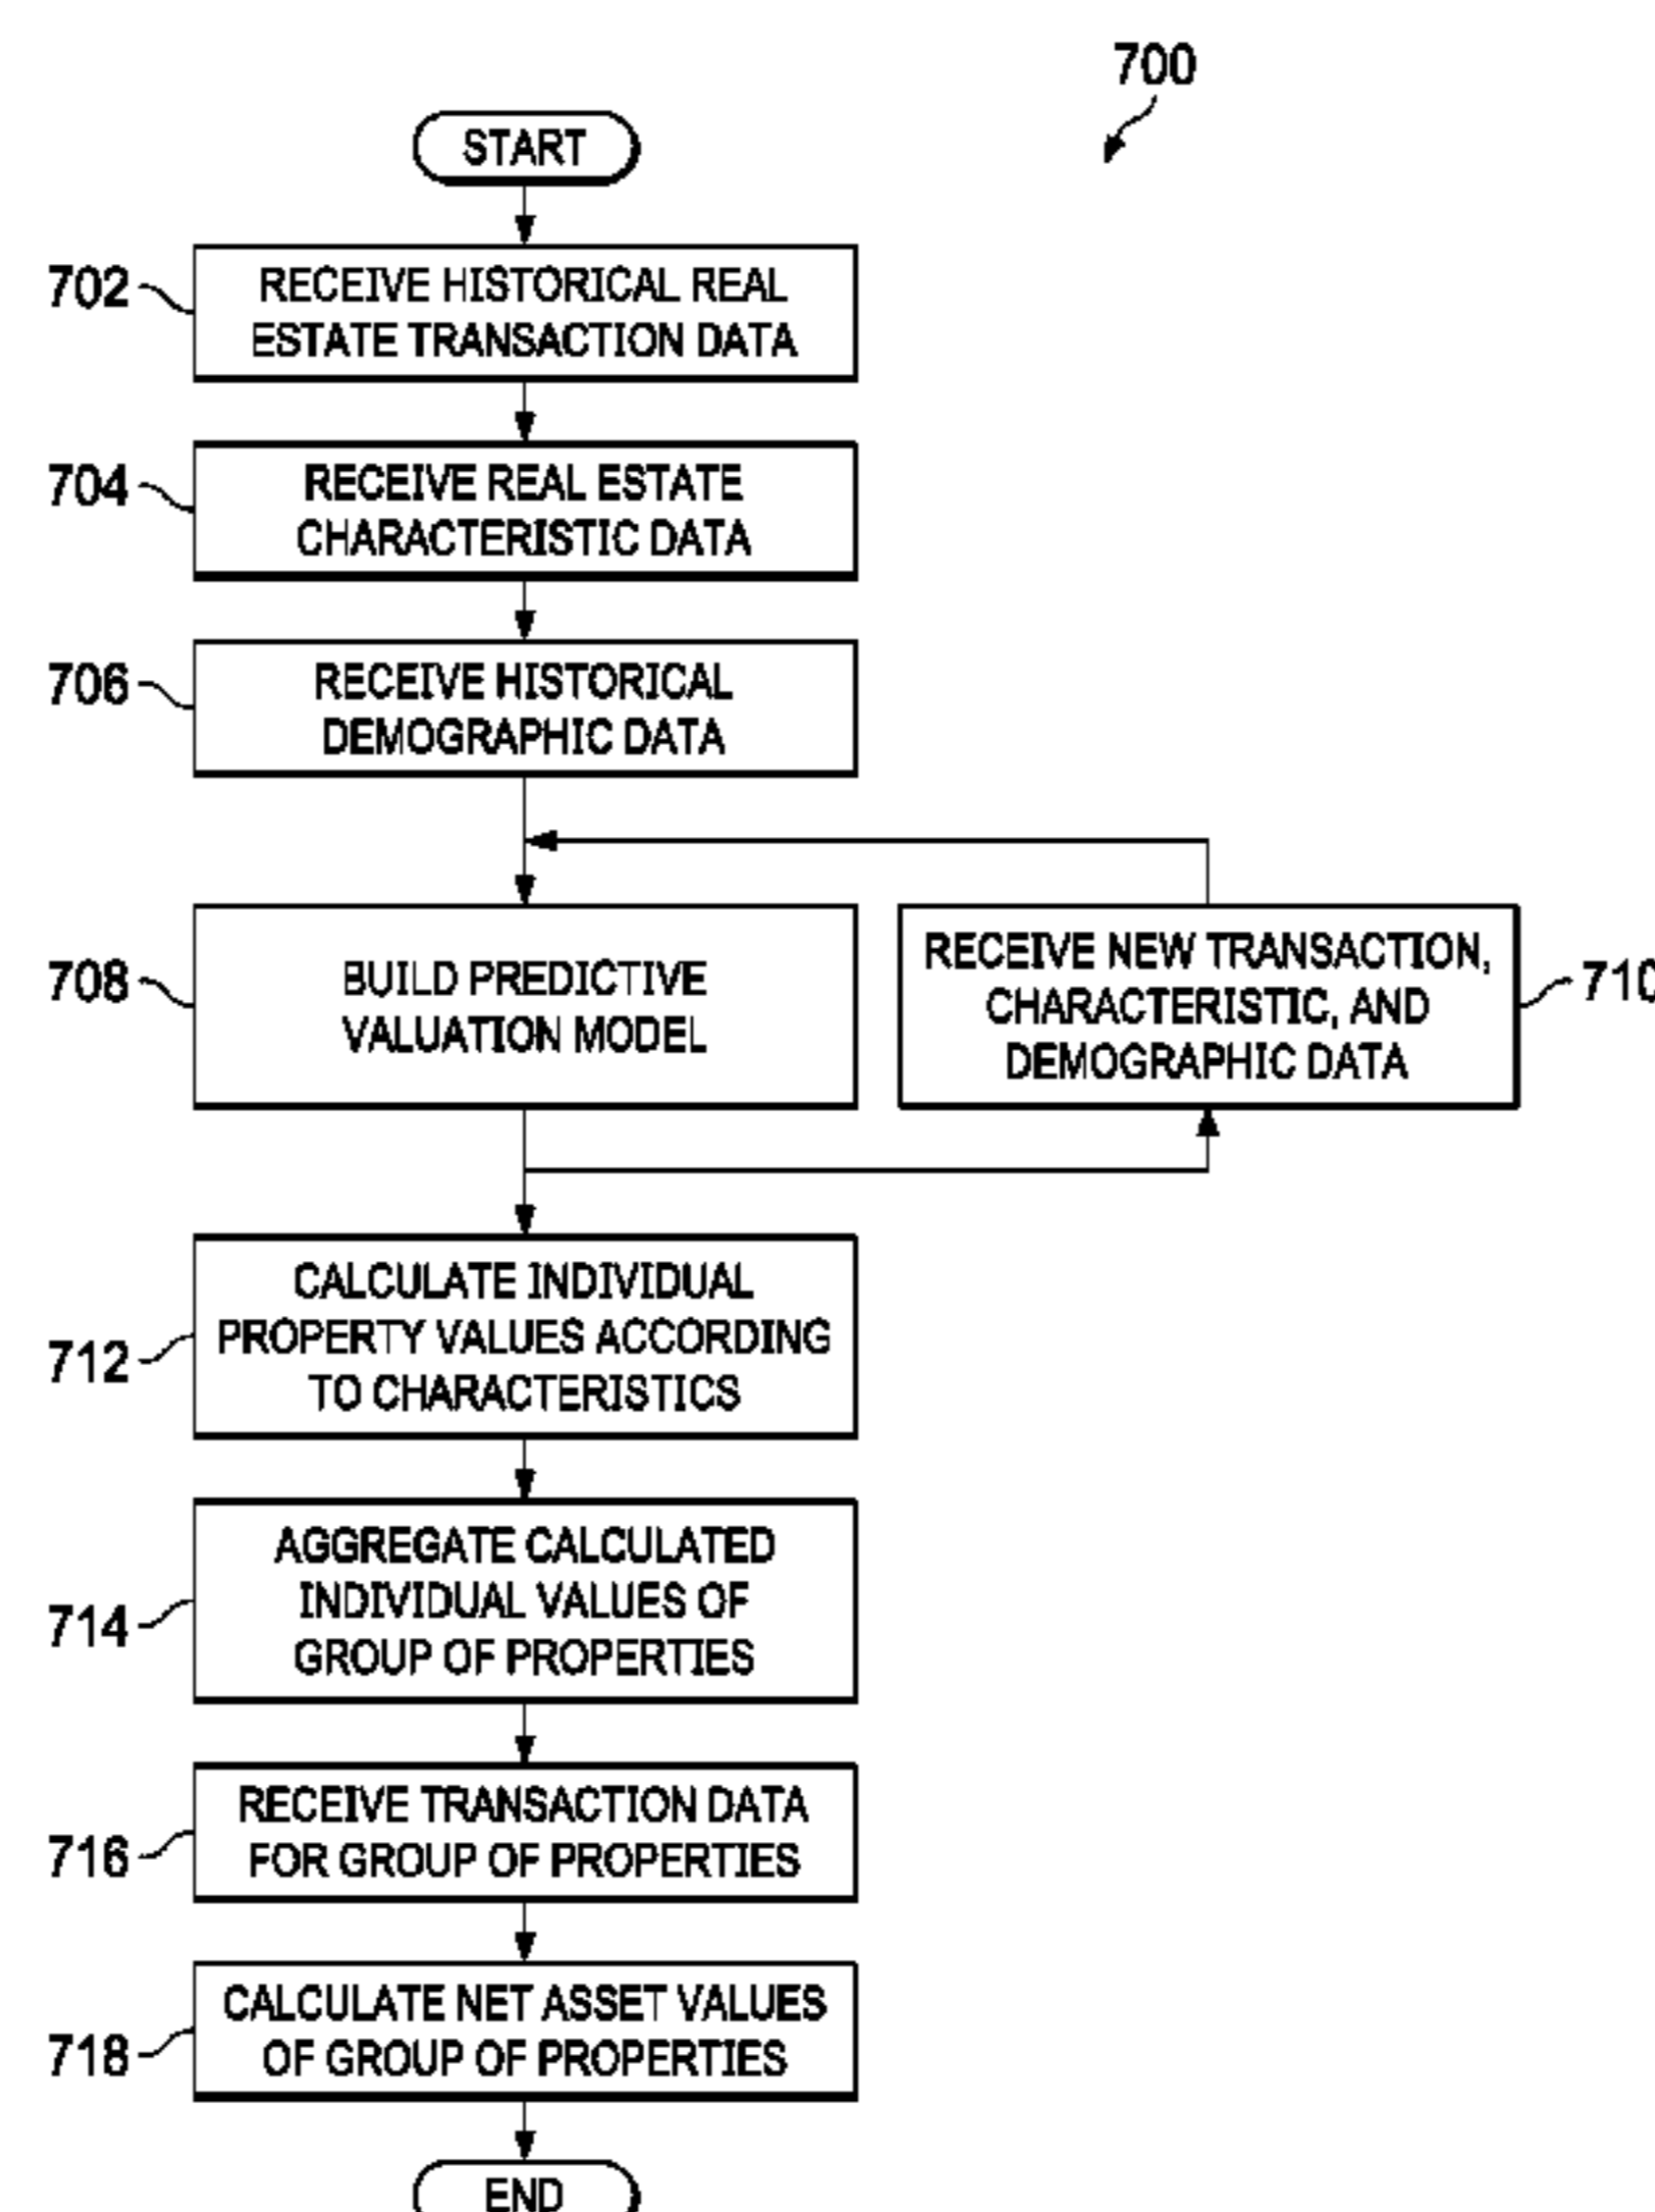 700
START
702
RECEIVE HISTORICAL REAL
ESTATE TRANSACTION DATA
704
RECEIVE REAL ESTATE
CHARACTERISTIC DATA
706
RECEIVE HISTORICAL
DEMOGRAPHIC DATA
708
BUILD PREDICTIVE
VALUATION MODEL
RECEIVE NEW TRANSACTION,
CHARACTERISTIC, AND
DEMOGRAPHIC DATA
710
712
CALCULATE INDIVIDUAL
PROPERTY VALUES ACCORDING
TO CHARACTERISTICS
714
AGGREGATE CALCULATED
INDIVIDUAL VALUES OF
GROUP OF PROPERTIES
716
RECEIVE TRANSACTION DATA
FOR GROUP OF PROPERTIES
718
CALCULATE NET ASSET VALUES
OF GROUP OF PROPERTIES
END